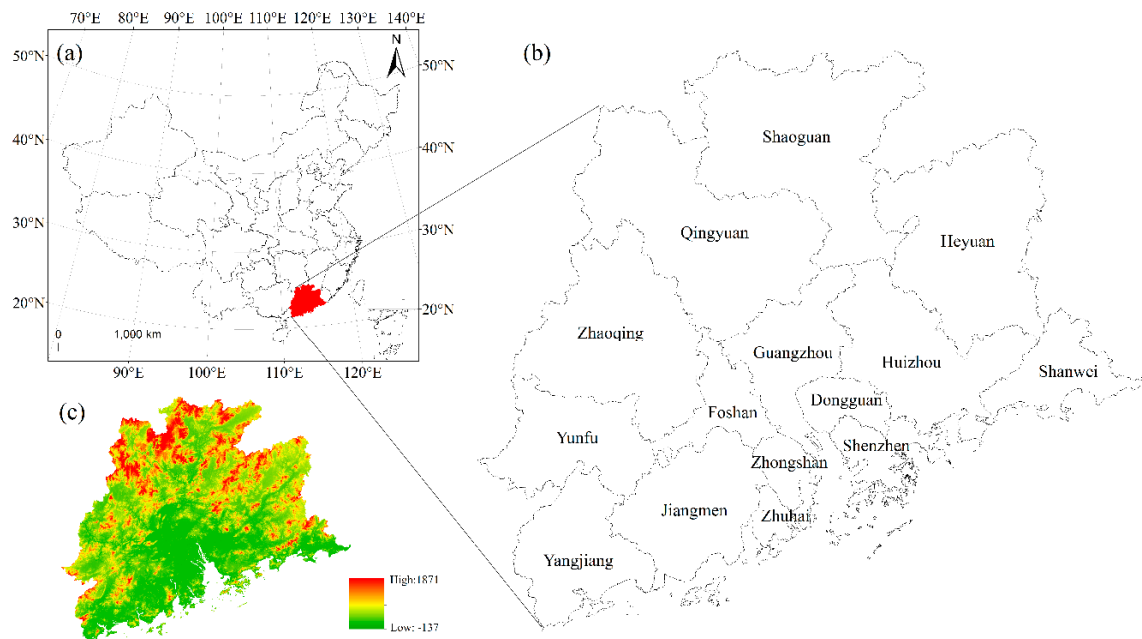 70°E 80°E 90°E 100°E 110°E 120°E 130°E 140°E
(a)
N
50°N 50°N
40°N 40°N
30°N 30°N
20°N 20°N
0 1,000 km
90°E 100°E 110°E 120°E
(b)
Shaoguan
Qingyuan
Heyuan
Zhaoqing
Guangzhou
Huizhou
Shanwei
Foshan
Dongguan
Yunfu
Shenzhen
Zhongshan
Jiangmen
Zhuhai
Yangjiang
(c)
High:1871
Low: -137